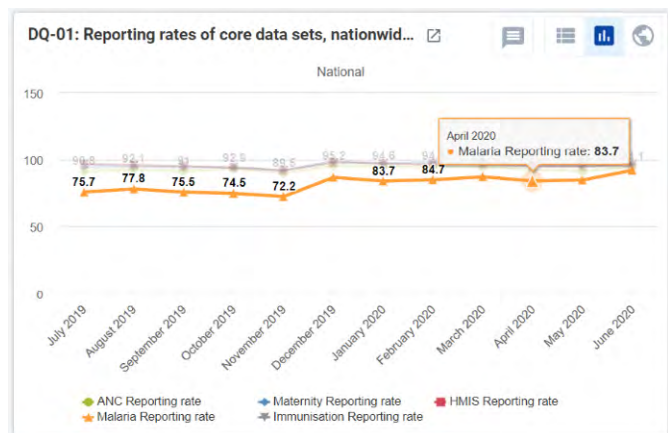 DQ-01: Reporting rates of core data sets, nationwid...
National
150
April 2020
Malaria Reporting rate: 83.7
92.1
92.5
89.5
95.2
94.6
100
75.7 77.8 75.5 74.5 72.2 83.7 84.7
50
0
July 2019 August 2019 September 2019 October 2019 November 2019 December 2019 January 2020 February 2020 March 2020 April 2020 May 2020 June 2020
ANC Reporting rate Maternity Reporting rate HMIS Reporting rate
Malaria Reporting rate Immunisation Reporting rate